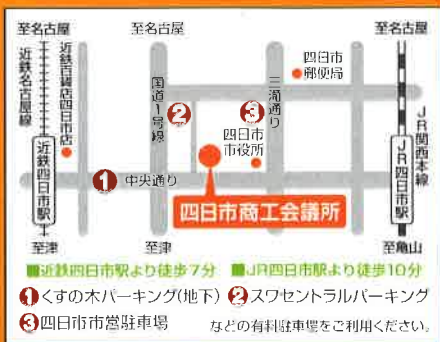 至名古屋 至名古屋 至名古屋
近鉄名古屋線
近鉄百貨店四日市店
国道1号線
三滝通り
四日市郵便局
JR関西本線
❷
❸
四日市市役所
近鉄四日市駅
JR四日市駅
❶ 中央通り
四日市商工会議所
至津 至津 至亀山
■近鉄四日市駅より徒歩7分 ■JR四日市駅より徒歩10分
❶くすの木パーキング(地下) ❷スワセントラルパーキング
❸四日市市営駐車場 などの有料駐車場をご利用ください。